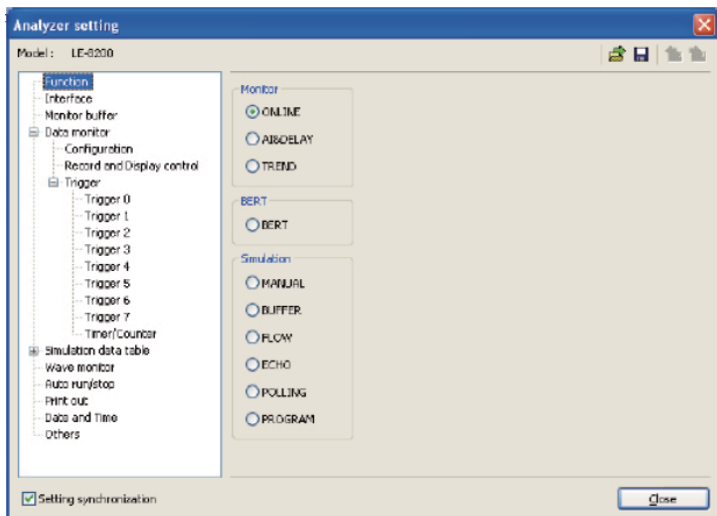 Analyzer setting
Model : LE-8200
Function
Interface
Monitor buffer
Data monitor
Configuration
Record and Display control
Trigger
Trigger 0
Trigger 1
Trigger 2
Trigger 3
Trigger 4
Trigger 5
Trigger 6
Trigger 7
Timer/Counter
Simulation data table
Wave monitor
Auto run/stop
Print out
Date and Time
Others
Monitor
ONLINE
AI&DELAY
TREND
BERT
BERT
Simulation
MANUAL
BUFFER
FLOW
ECHO
POLLING
PROGRAM
Setting synchronization
Close